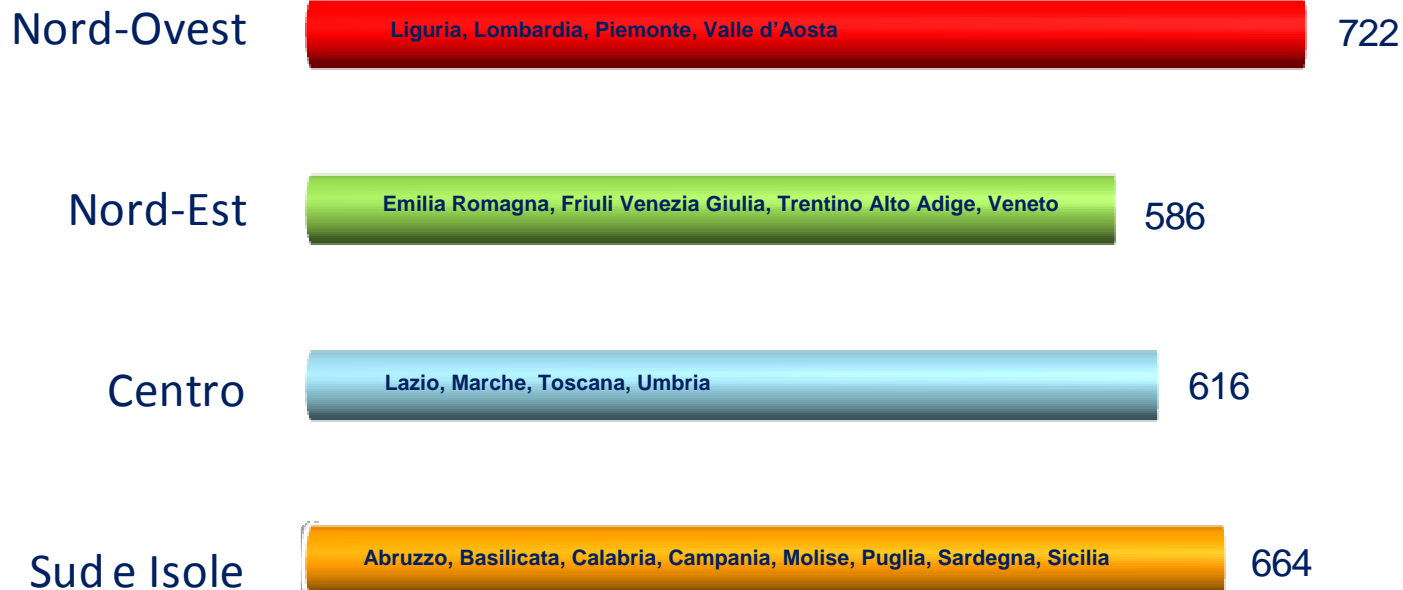 Nord-Ovest
Liguria, Lombardia, Piemonte, Valle d'Aosta
722
Nord-Est
Emilia Romagna, Friuli Venezia Giulia, Trentino Alto Adige, Veneto
586
Centro
Lazio, Marche, Toscana, Umbria
616
Sud e Isole
Abruzzo, Basilicata, Calabria, Campania, Molise, Puglia, Sardegna, Sicilia
664